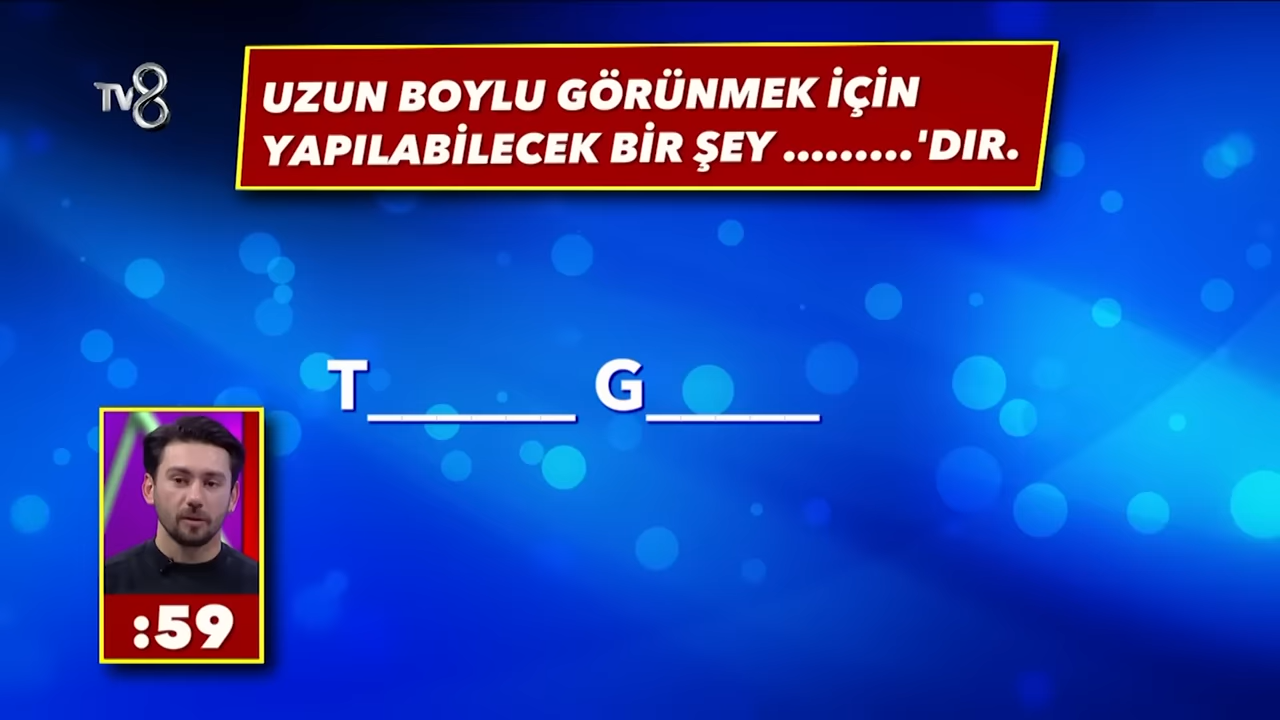 TV8
UZUN BOYLU GÖRÜNMEK İÇİN
YAPILABİLECEK BİR ŞEY .........'DIR.
T______ G_____
:59